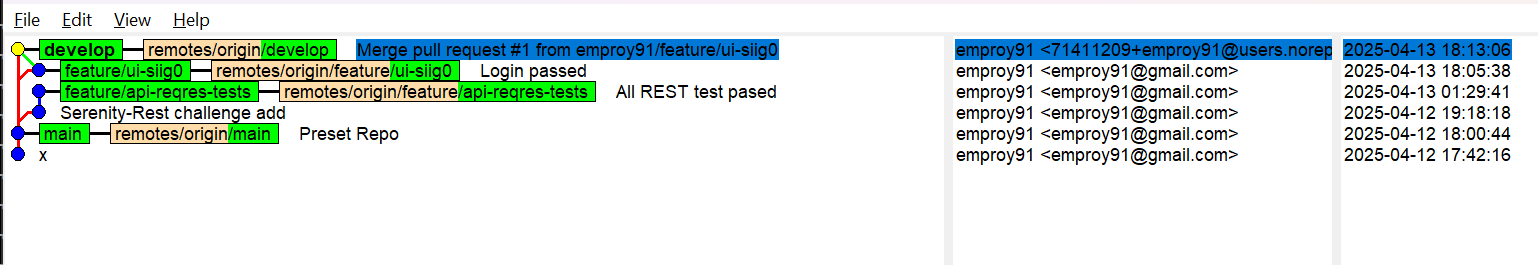 File Edit View Help
develop remotes/origin/develop Merge pull request #1 from emproy91/feature/ui-siig0 emproy91 <71411209+emproy91@users.norep 2025-04-13 18:13:06
feature/ui-siig0 remotes/origin/feature/ui-siig0 Login passed emproy91 <emproy91@gmail.com> 2025-04-13 18:05:38
feature/api-reqres-tests remotes/origin/feature/api-reqres-tests All REST test pased emproy91 <emproy91@gmail.com> 2025-04-13 01:29:41
Serenity-Rest challenge add emproy91 <emproy91@gmail.com> 2025-04-12 19:18:18
main remotes/origin/main Preset Repo emproy91 <emproy91@gmail.com> 2025-04-12 18:00:44
x emproy91 <emproy91@gmail.com> 2025-04-12 17:42:16